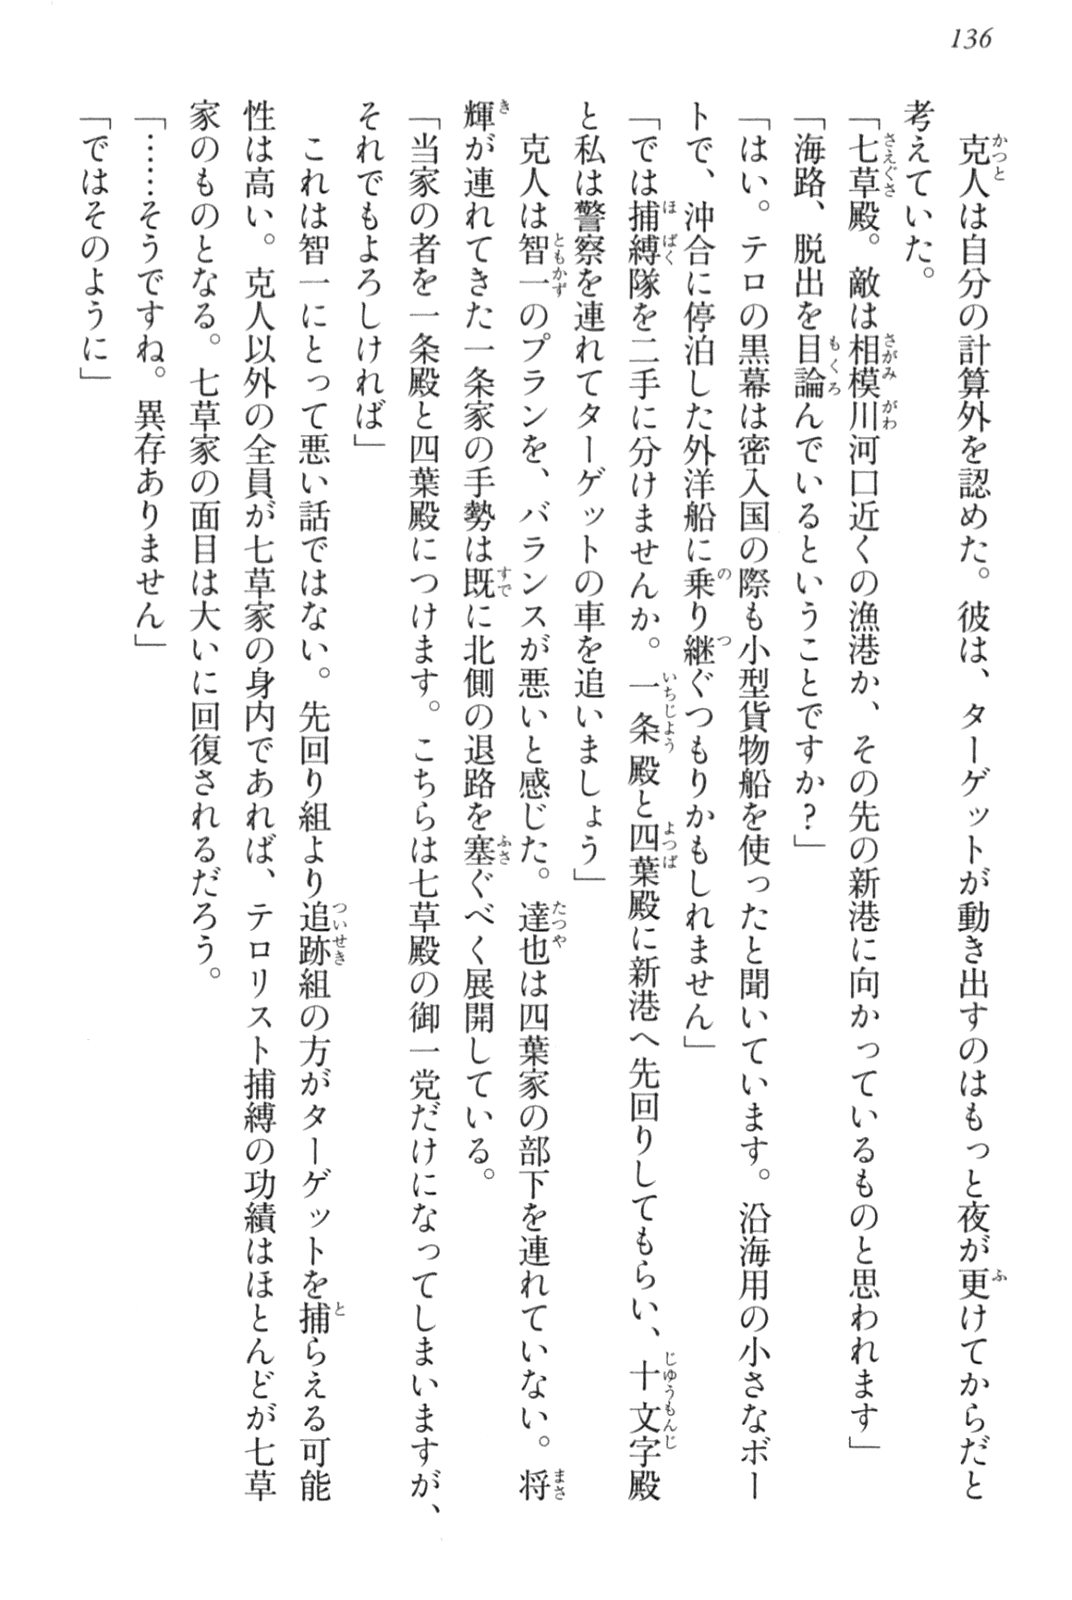 136
克人は自分の計算外を認めた。彼は、ターゲットが動き出すのはもっと夜が更けてからだと
考えていた。
「七草殿。敵は相模川河口近くの漁港か、その先の新港に向かっているものと思われます」
「海路、脱出を目論んでいるということですか?」
「はい。テロの黒幕は密入国の際も小型貨物船を使ったと聞いています。沿海用の小さなボー
トで、沖合に停泊した外洋船に乗り継ぐつもりかもしれません」
「では捕縛隊を二手に分けませんか。一条殿と四葉殿に新港へ先回りしてもらい、十文字殿
と私は警察を連れてターゲットの車を追いましょう」
克人は智一のプランを、バランスが悪いと感じた。達也は四葉家の部下を連れていない。将
輝が連れてきた一条家の手勢は既に北側の退路を塞ぐべく展開している。
「当家の者を一条殿と四葉殿につけます。こちらは七草殿の御一党だけになってしまいますが、
それでもよろしければ」
これは智一にとって悪い話ではない。先回り組より追跡組の方がターゲットを捕らえる可能
性は高い。克人以外の全員が七草家の身内であれば、テロリスト捕縛の功績はほとんどが七草
家のものとなる。七草家の面目は大いに回復されるだろう。
「……そうですね。異存ありません」
「ではそのように」